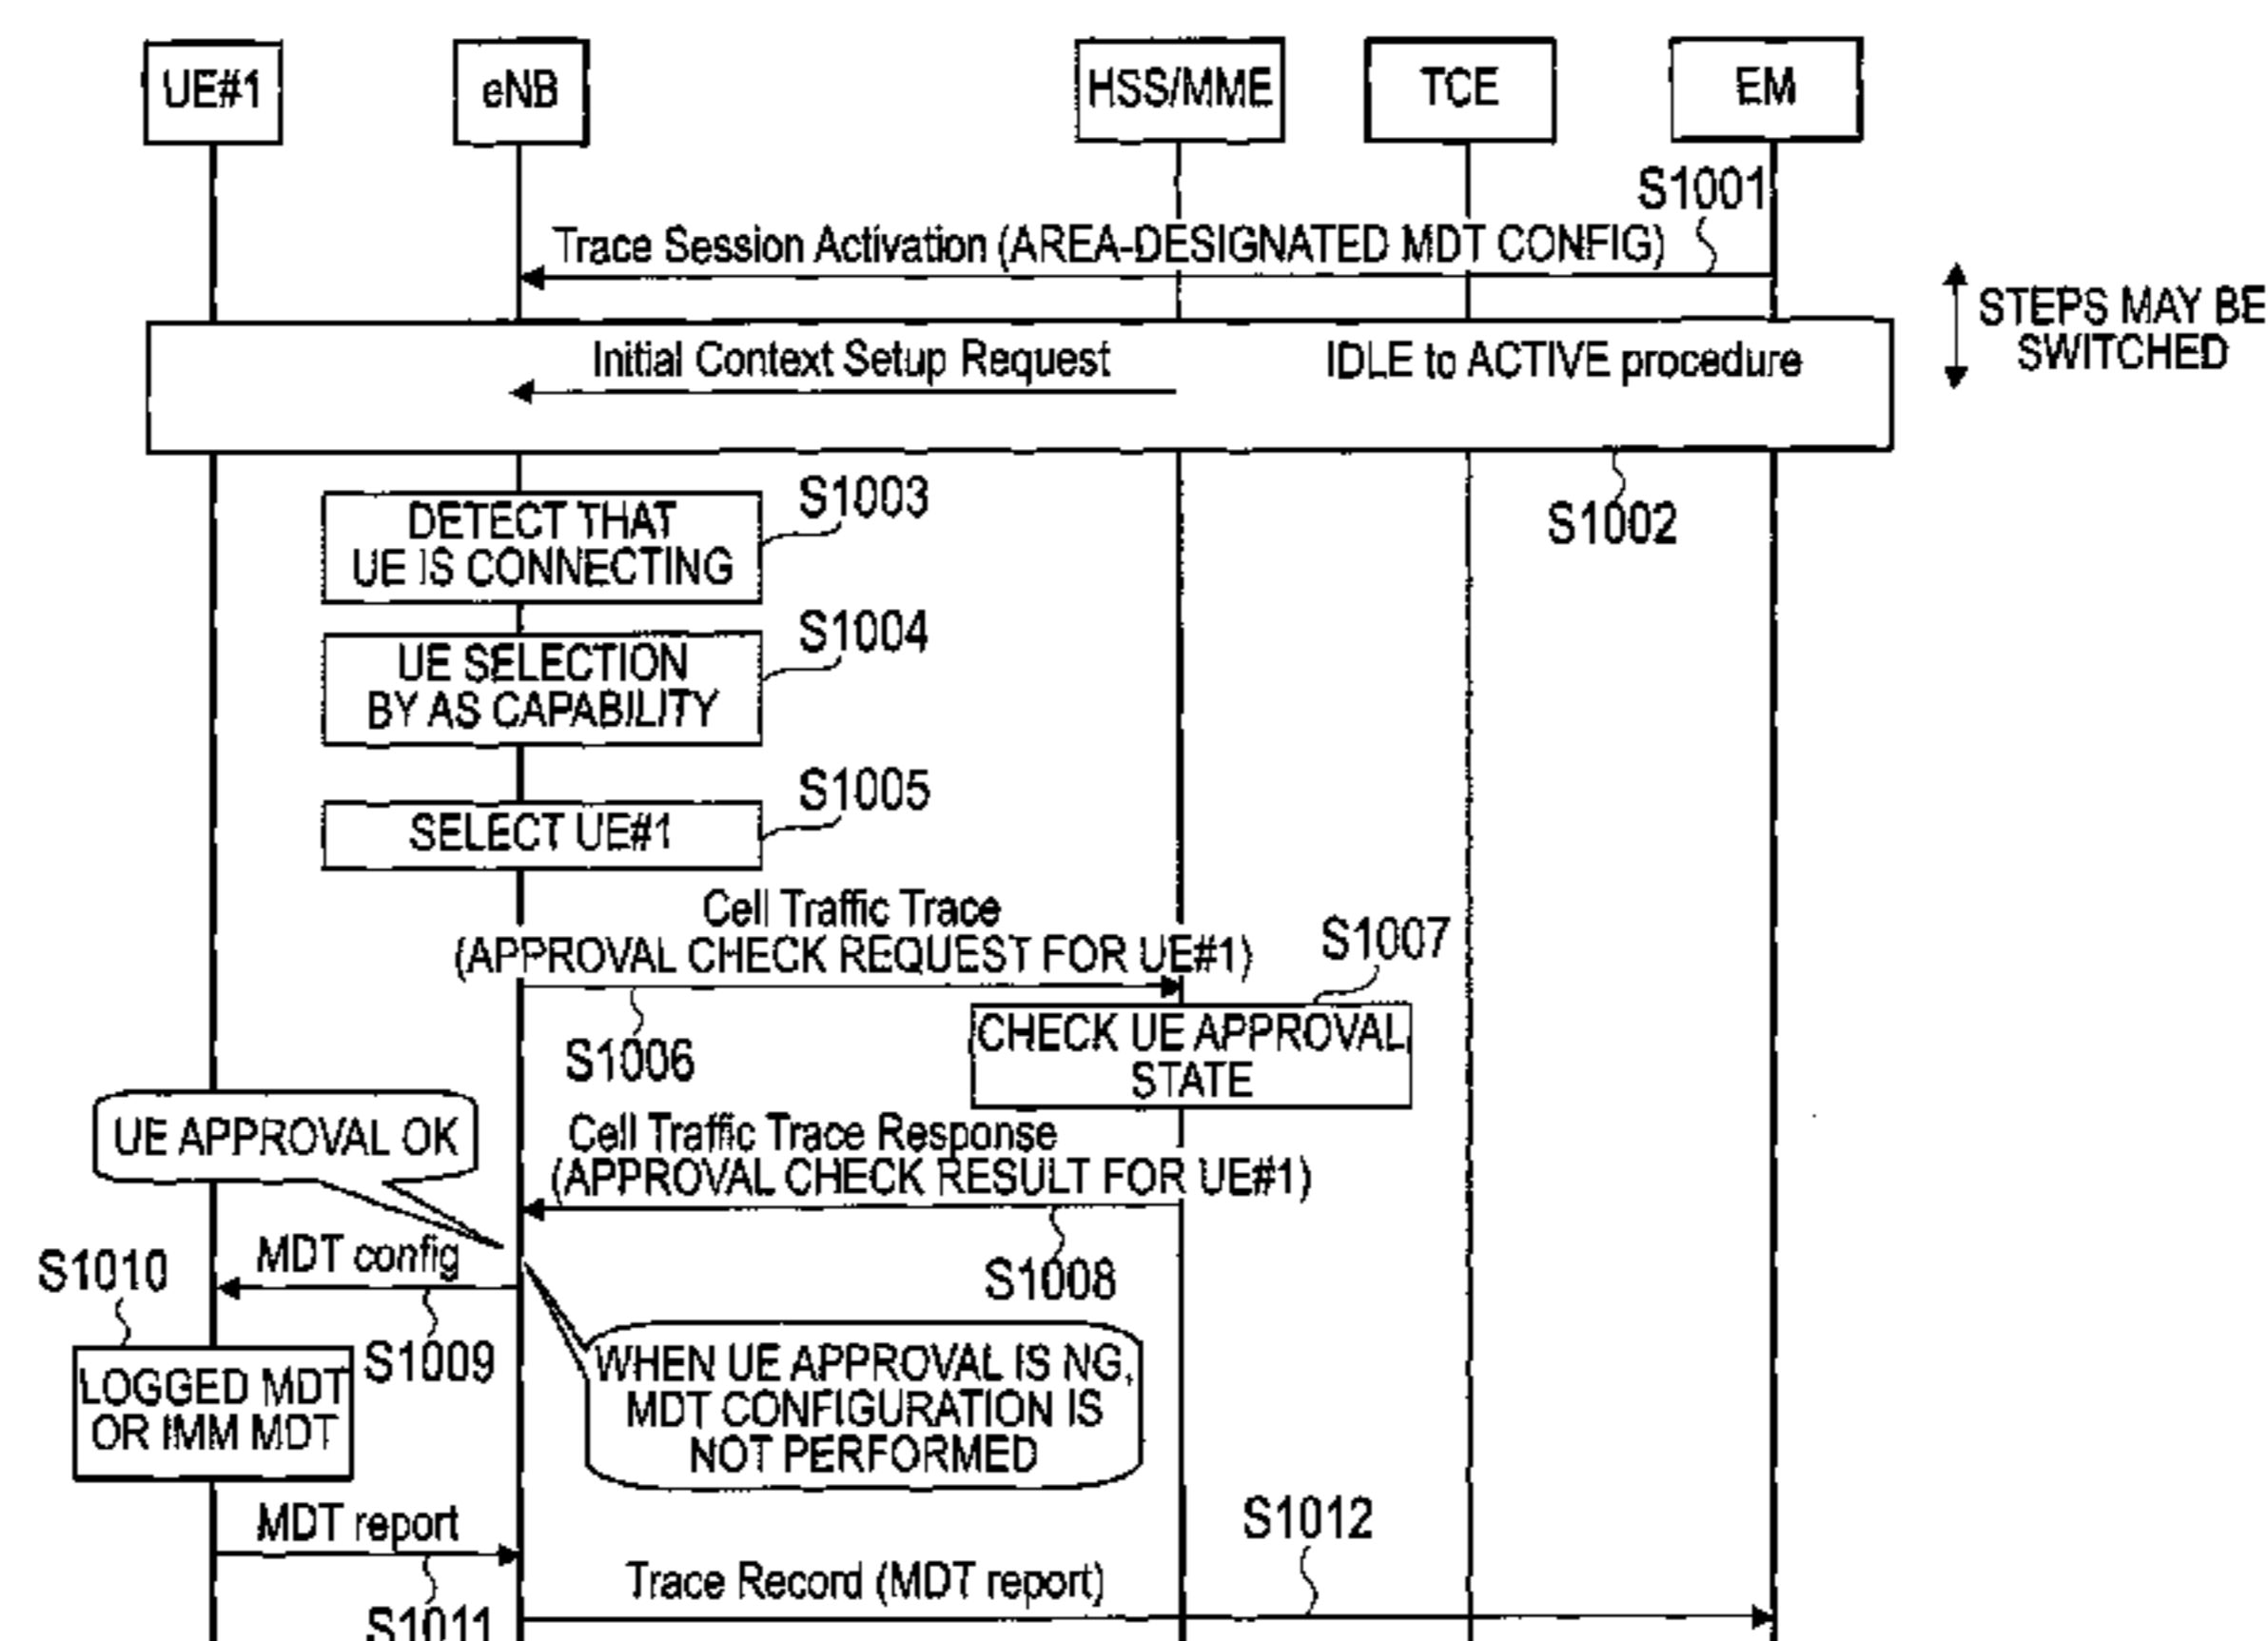 UE#1
eNB
HSS/MME
TCE
EM
S1001
Trace Session Activation (AREA-DESIGNATED MDT CONFIG)
STEPS MAY BE
SWITCHED
Initial Context Setup Request
IDLE to ACTIVE procedure
S1002
DETECT THAT
UE IS CONNECTING
S1003
UE SELECTION
BY AS CAPABILITY
S1004
SELECT UE#1
S1005
Cell Traffic Trace
(APPROVAL CHECK REQUEST FOR UE#1)
S1006
S1007
CHECK UE APPROVAL
STATE
UE APPROVAL OK
Cell Traffic Trace Response
(APPROVAL CHECK RESULT FOR UE#1)
S1008
MDT config
S1009
S1010
LOGGED MDT
OR IMM MDT
WHEN UE APPROVAL IS NG,
MDT CONFIGURATION IS
NOT PERFORMED
MDT report
S1011
Trace Record (MDT report)
S1012